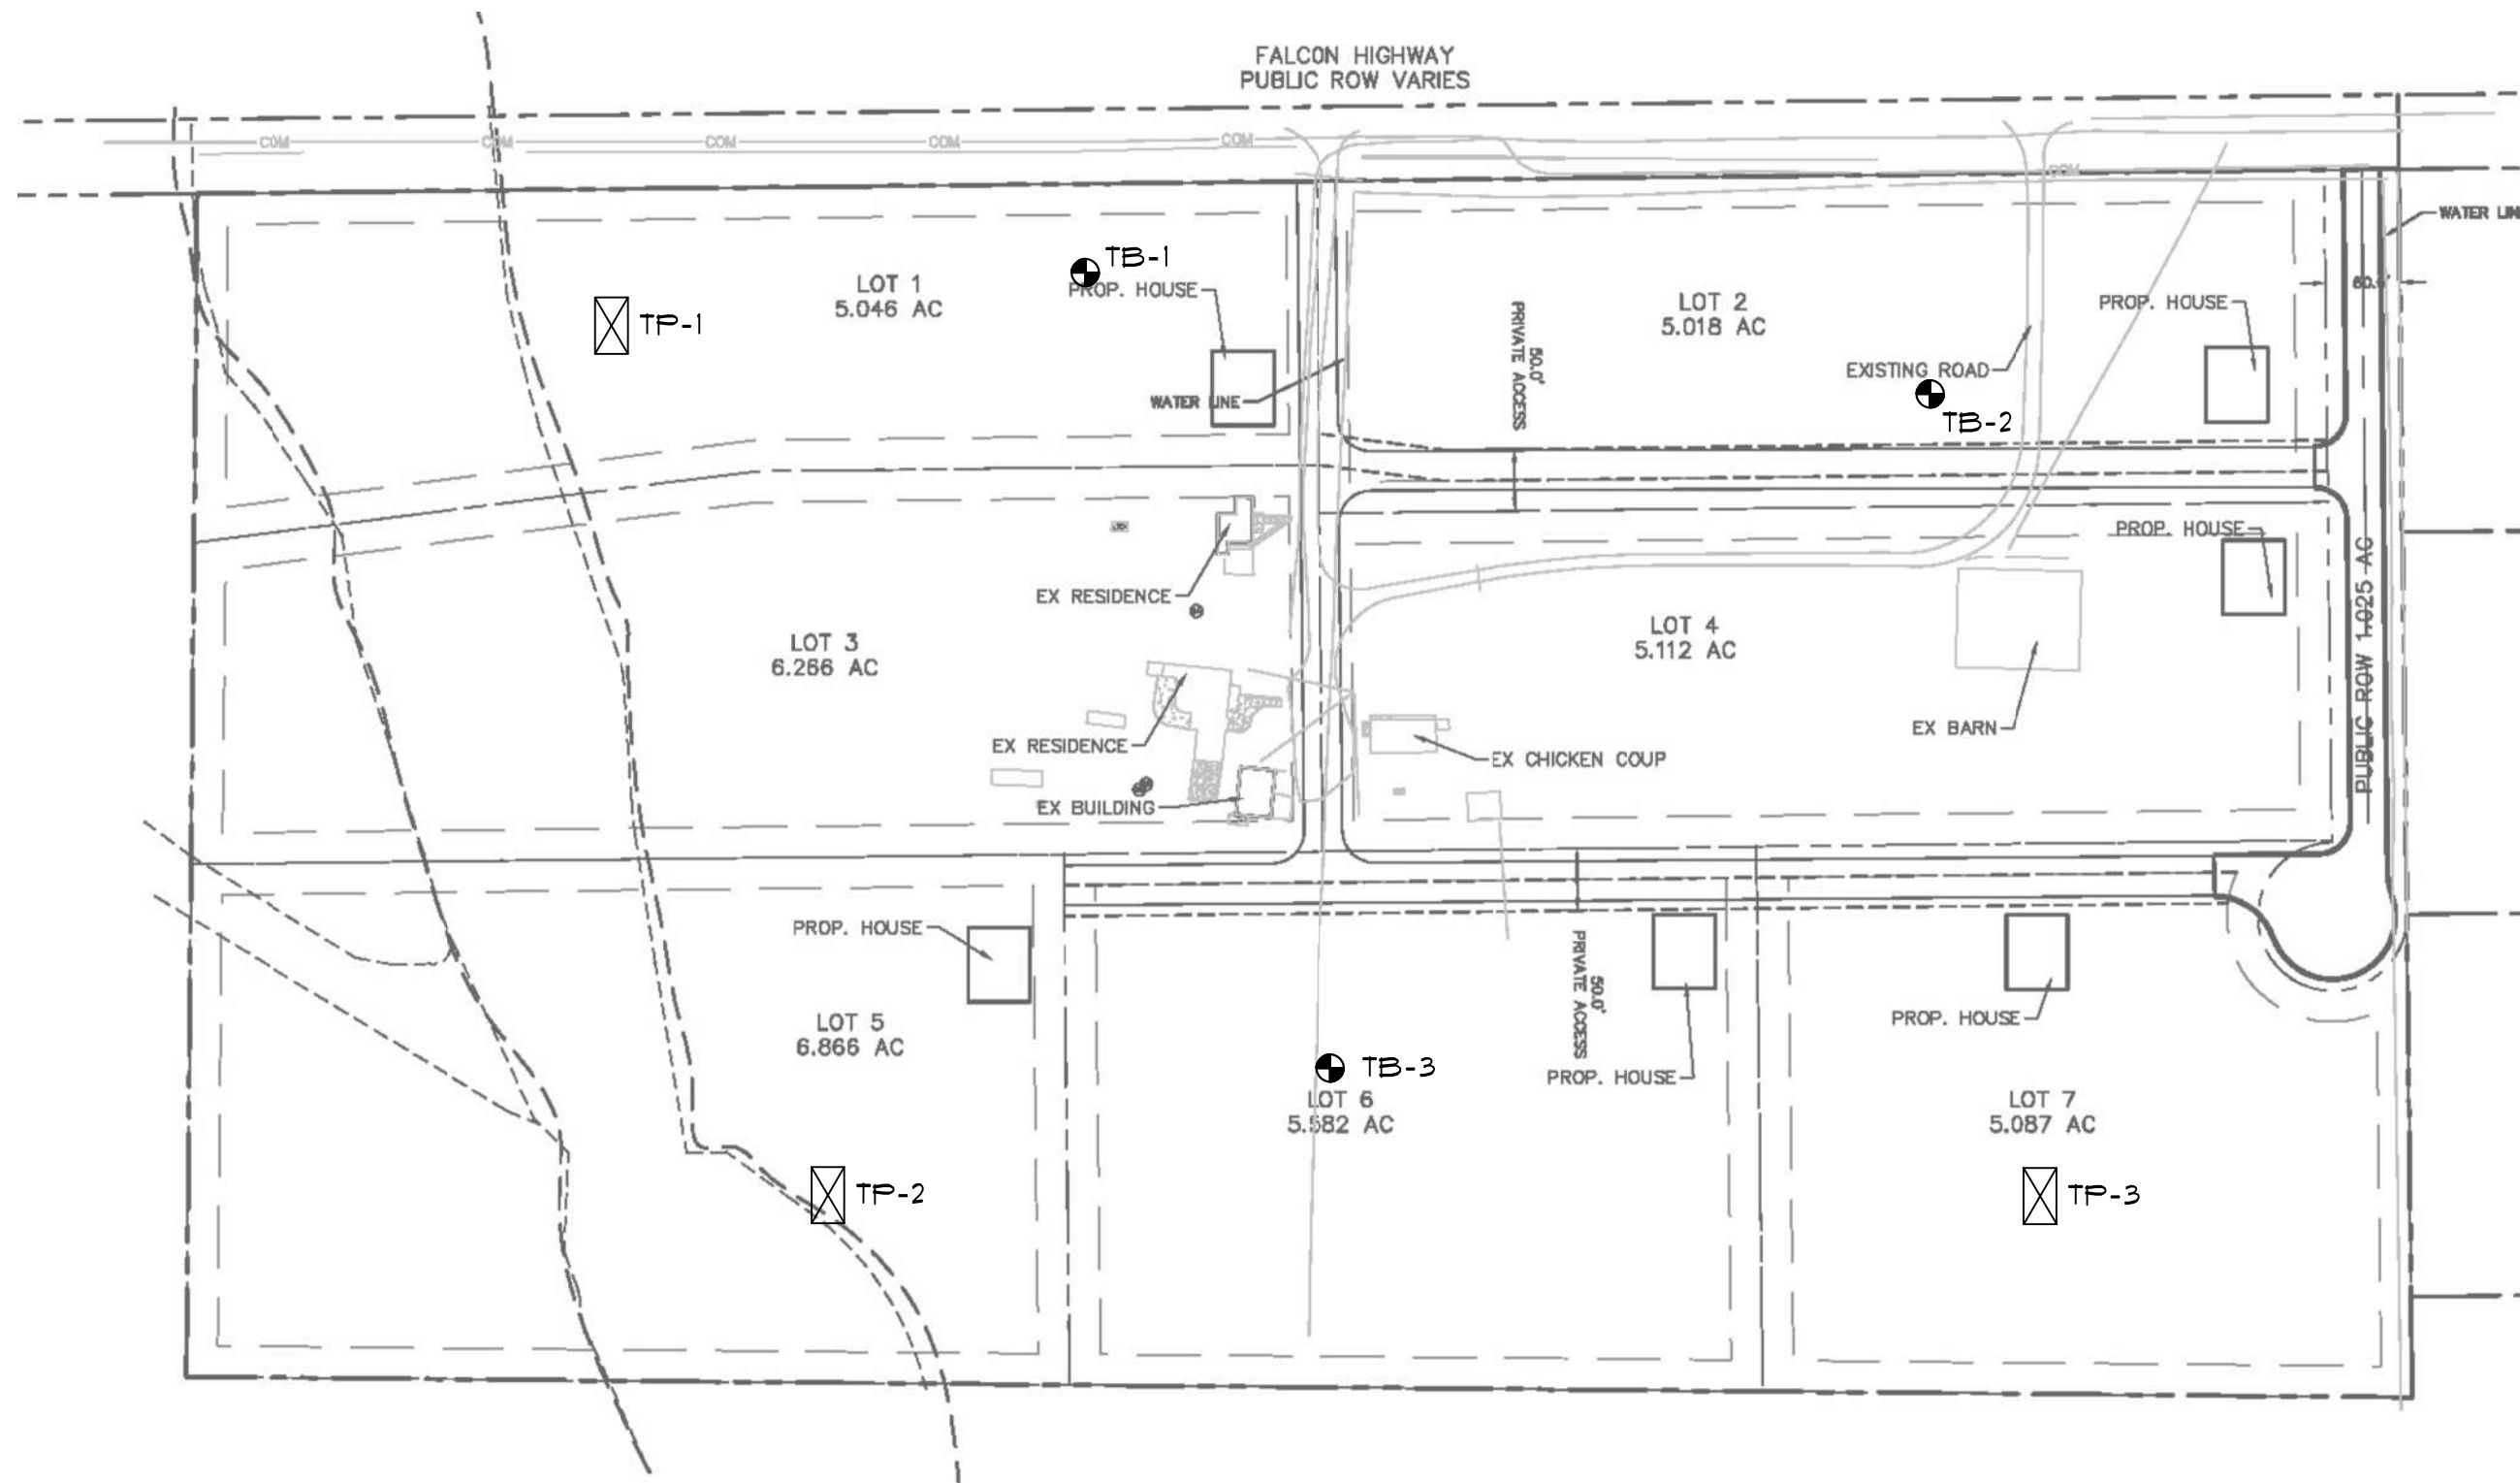 FALCON HIGHWAY
PUBLIC ROW VARIES
COM
COM
COM
COM
COM
COM
WATER LIN
TB-1
PROP. HOUSE
LOT 1
5.046 AC
TP-1
WATER LINE
LOT 2
5.018 AC
PRIVATE ACCESS
50.0'
PROP. HOUSE
EXISTING ROAD
TB-2
PROP. HOUSE
PUBLIC ROW 1.025 AC
EX RESIDENCE
LOT 3
6.266 AC
LOT 4
5.112 AC
EX RESIDENCE
EX BUILDING
EX CHICKEN COUP
EX BARN
PROP. HOUSE
LOT 5
6.866 AC
PRIVATE ACCESS
50.0'
PROP. HOUSE
PROP. HOUSE
TB-3
LOT 6
5.582 AC
LOT 7
5.087 AC
TP-2
TP-3